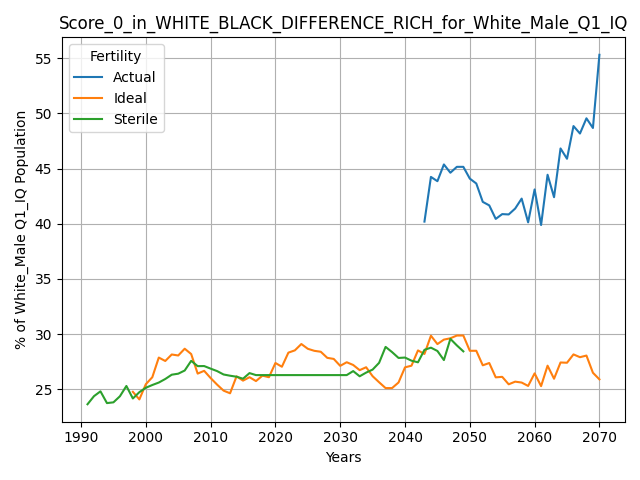 Score_0_in_WHITE_BLACK_DIFFERENCE_RICH_for_White_Male_Q1_IQ
Fertility
Actual
Ideal
Sterile
% of White_Male Q1_IQ Population
55
50
45
40
35
30
25
1990 2000 2010 2020 2030 2040 2050 2060 2070
Years